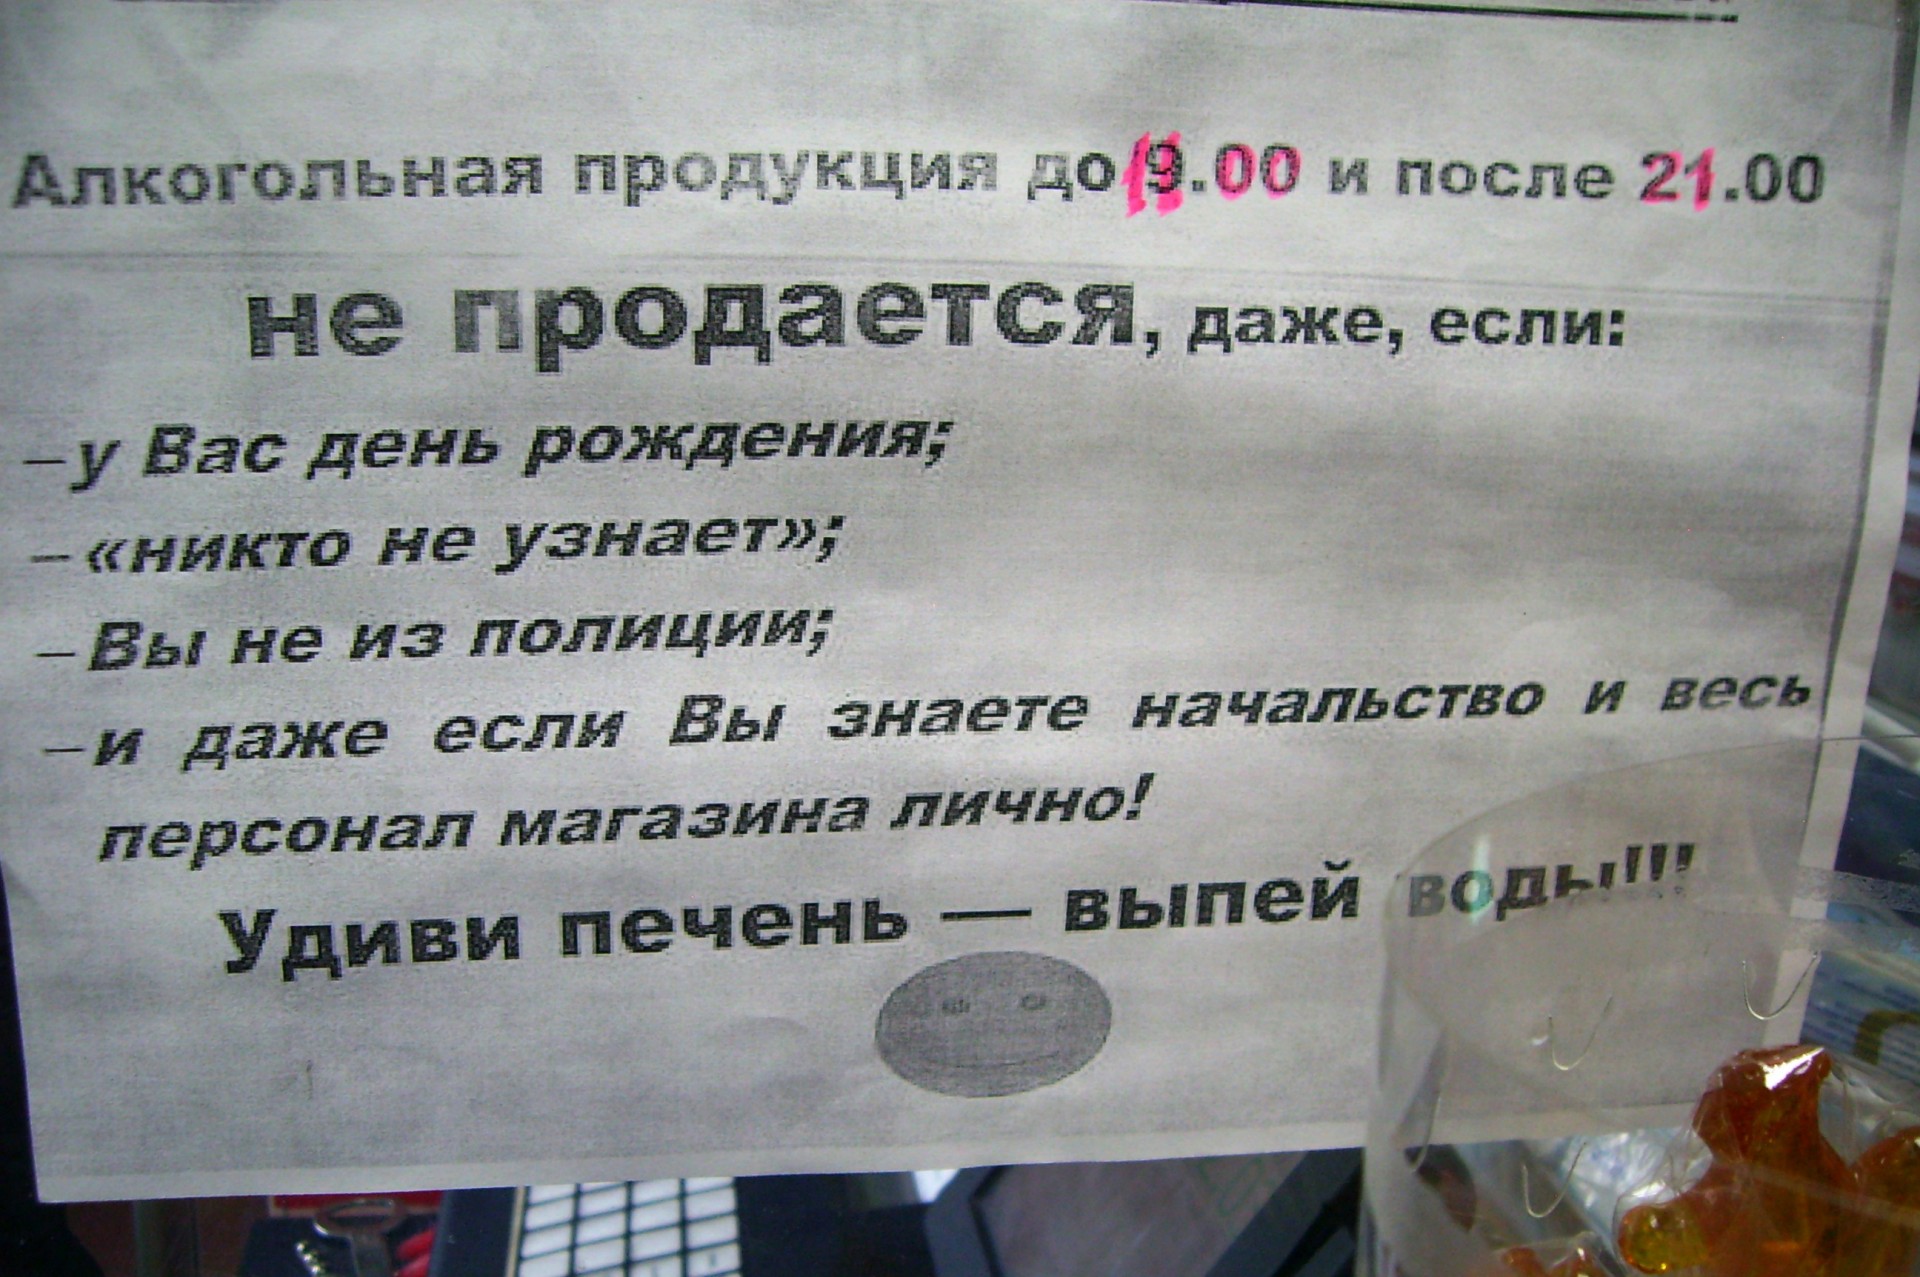 Алкогольная продукция до 11.00 и после 21.00
не продается, даже, если:
– у Вас день рождения;
– «никто не узнает»;
– Вы не из полиции;
– и даже если Вы знаете начальство и весь
персонал магазина лично!
Удиви печень — выпей воды!!!